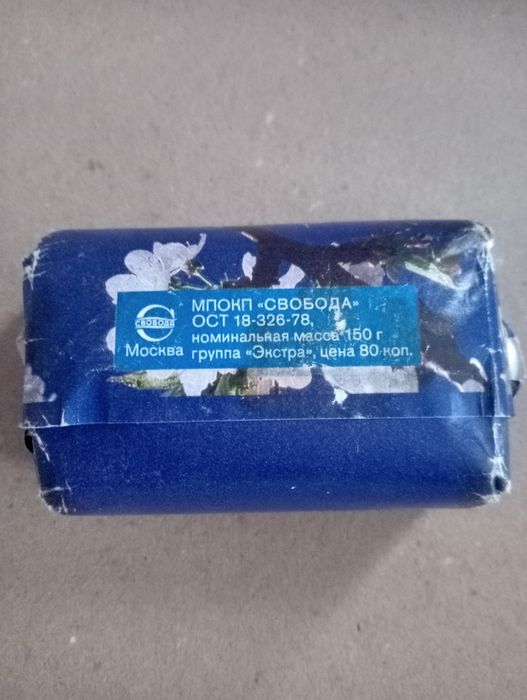 МПОКП «СВОБОДА»
СВОБОДА
ОСТ 18-326-78,
номинальная масса 150 г
Москва группа «Экстра», цена 80 коп.